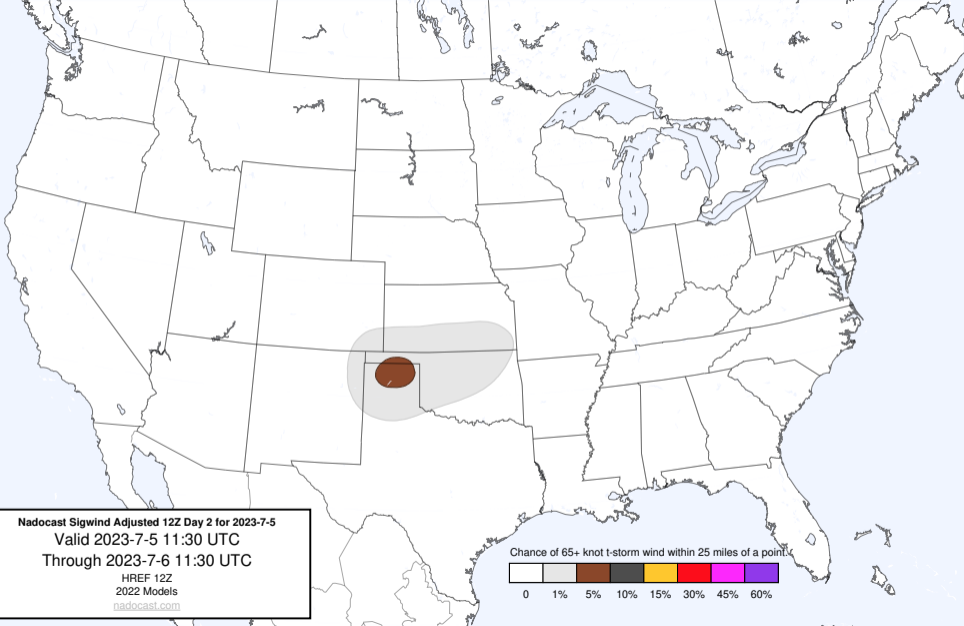 Nadocast Sigwind Adjusted 12Z Day 2 for 2023-7-5
Valid 2023-7-5 11:30 UTC
Through 2023-7-6 11:30 UTC
HREF 12Z
2022 Models
nadocast.com
Chance of 65+ knot t-storm wind within 25 miles of a point.
0 1% 5% 10% 15% 30% 45% 60%